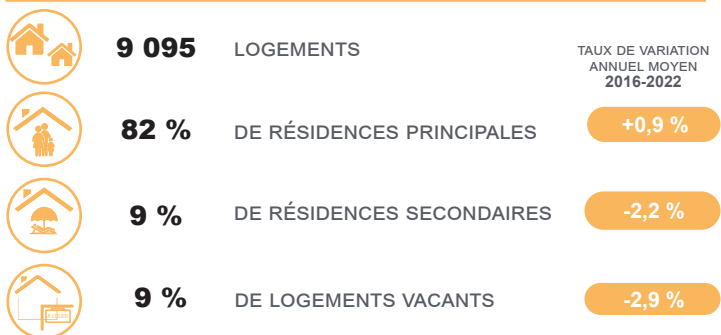 9 095 LOGEMENTS
TAUX DE VARIATION
ANNUEL MOYEN
2016-2022
82 % DE RÉSIDENCES PRINCIPALES +0,9 %
9 % DE RÉSIDENCES SECONDAIRES -2,2 %
9 % DE LOGEMENTS VACANTS -2,9 %